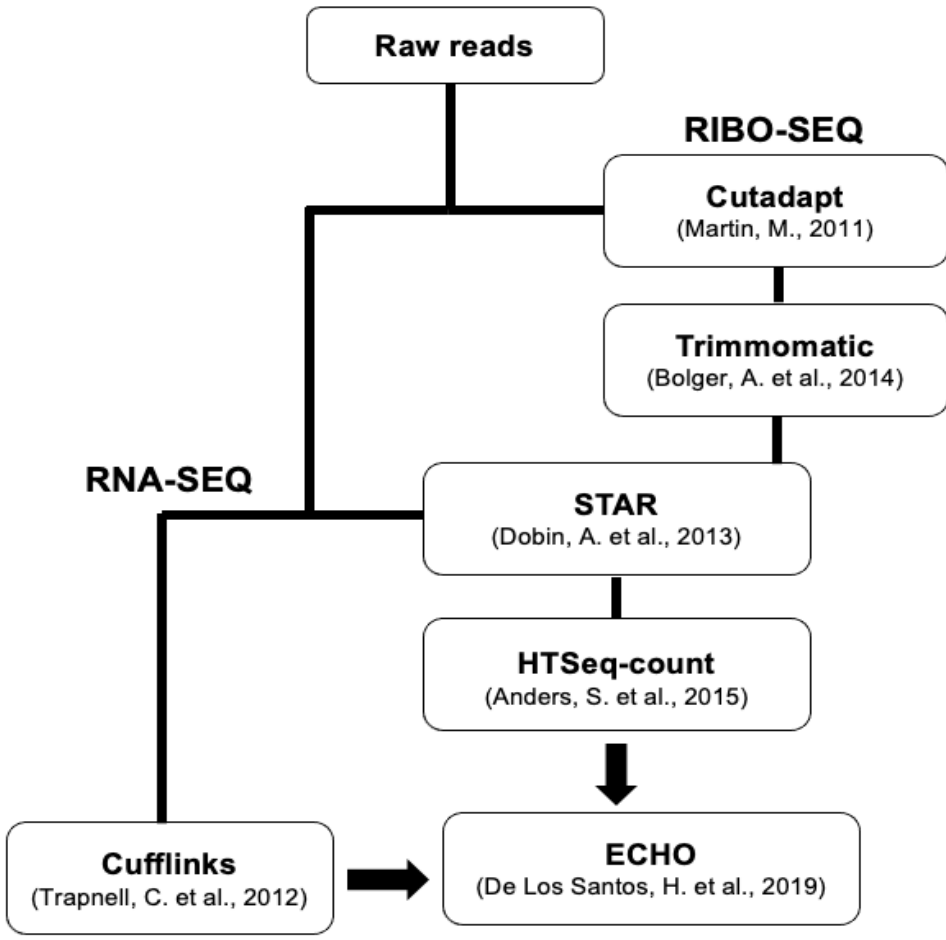 Raw reads
RIBO-SEQ
Cutadapt
(Martin, M., 2011)
Trimmomatic
(Bolger, A. et al., 2014)
RNA-SEQ
STAR
(Dobin, A. et al., 2013)
HTSeq-count
(Anders, S. et al., 2015)
Cufflinks
(Trapnell, C. et al., 2012)
ECHO
(De Los Santos, H. et al., 2019)